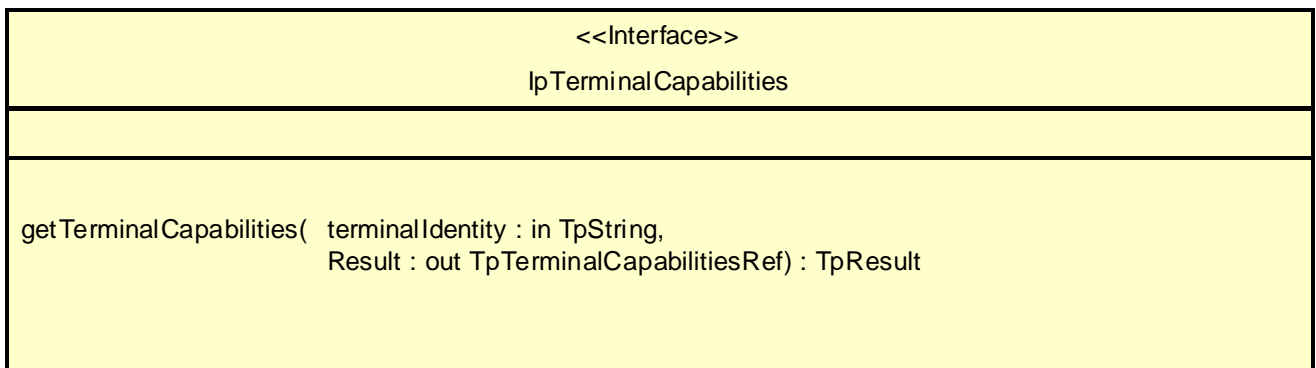 <<Interface>>
IpTerminalCapabilities
getTerminalCapabilities( terminalIdentity : in TpString,
Result : out TpTerminalCapabilitiesRef) : TpResult